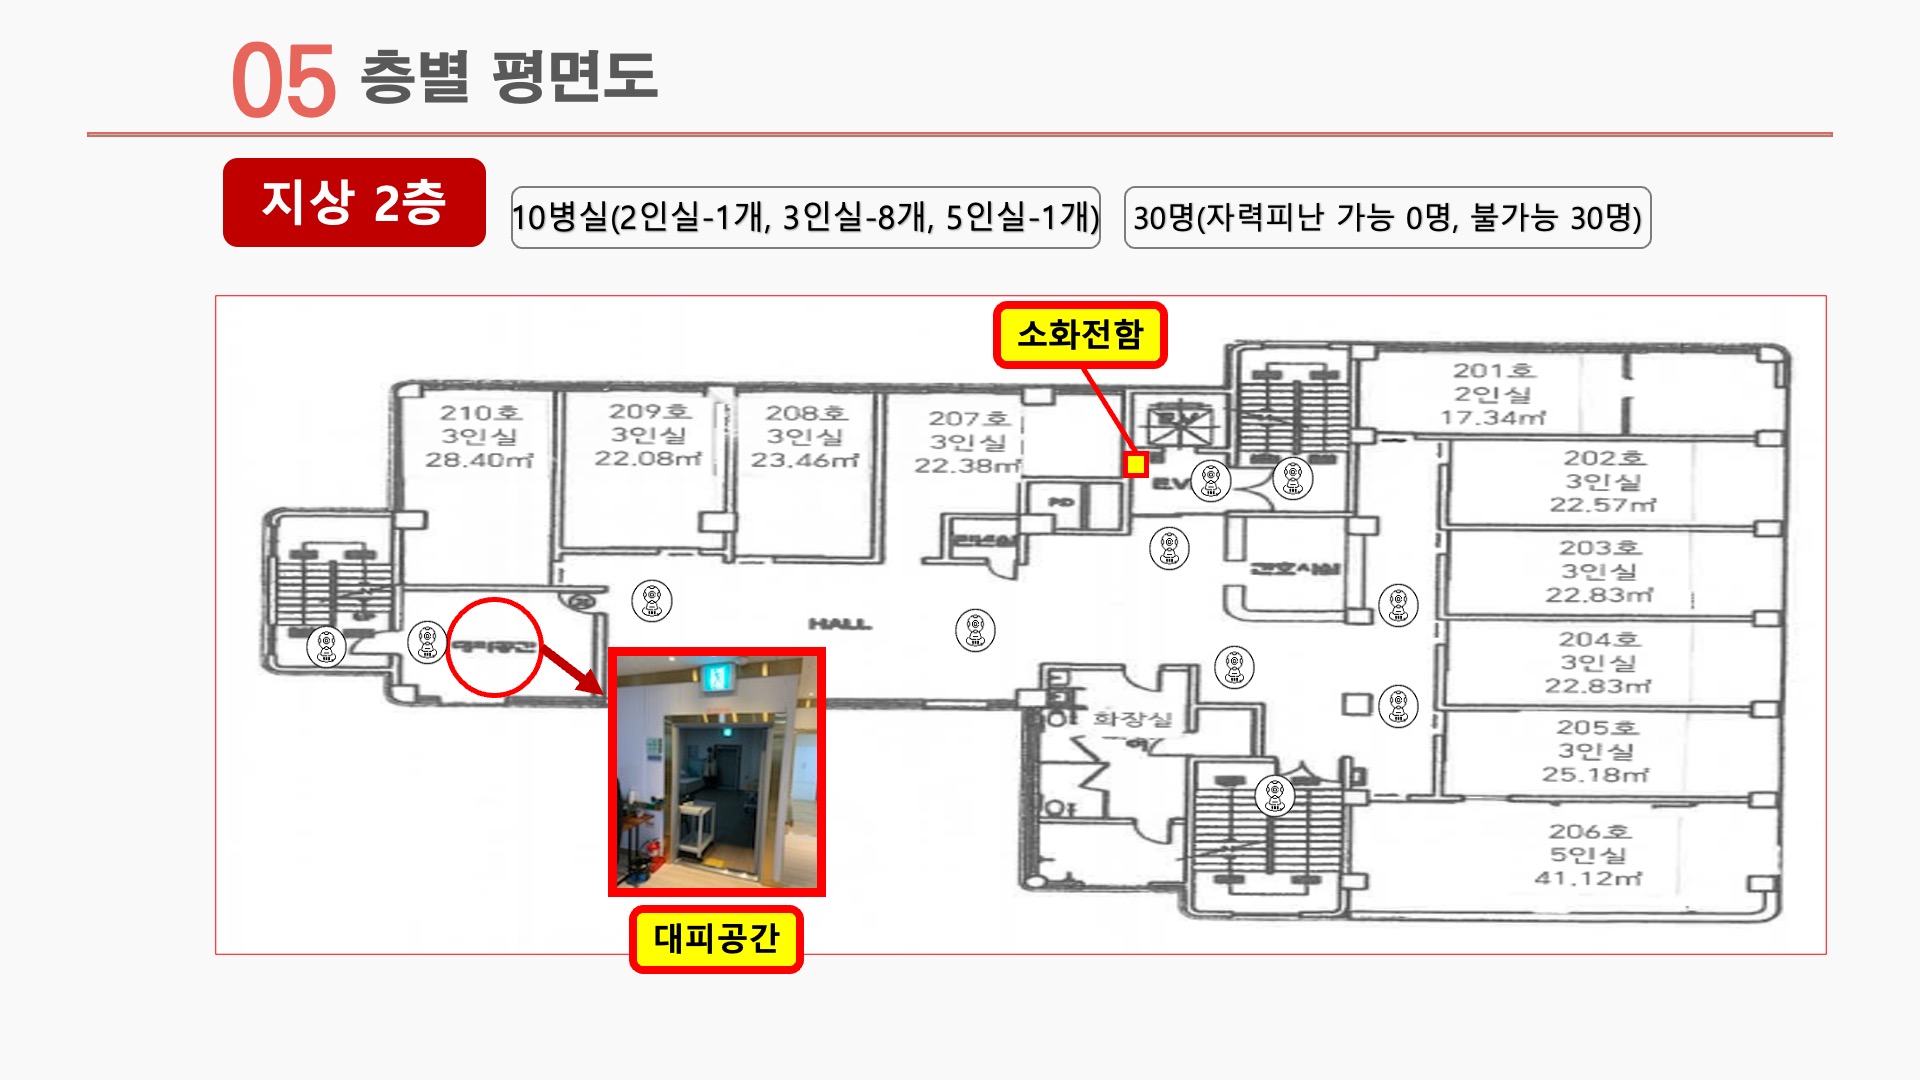 05 층별 평면도
지상 2층
10병실(2인실-1개, 3인실-8개, 5인실-1개)
30명(자력피난 가능 0명, 불가능 30명)
소화전함
210호
3인실
28.40㎡
209호
3인실
22.08㎡
208호
3인실
23.46㎡
207호
3인실
22.38㎡
PD
EV
EV
201호
2인실
17.34㎡
202호
3인실
22.57㎡
203호
3인실
22.83㎡
204호
3인실
22.83㎡
205호
3인실
25.18㎡
206호
5인실
41.12㎡
간호사실
HALL
대피공간
화장실
여
대피공간